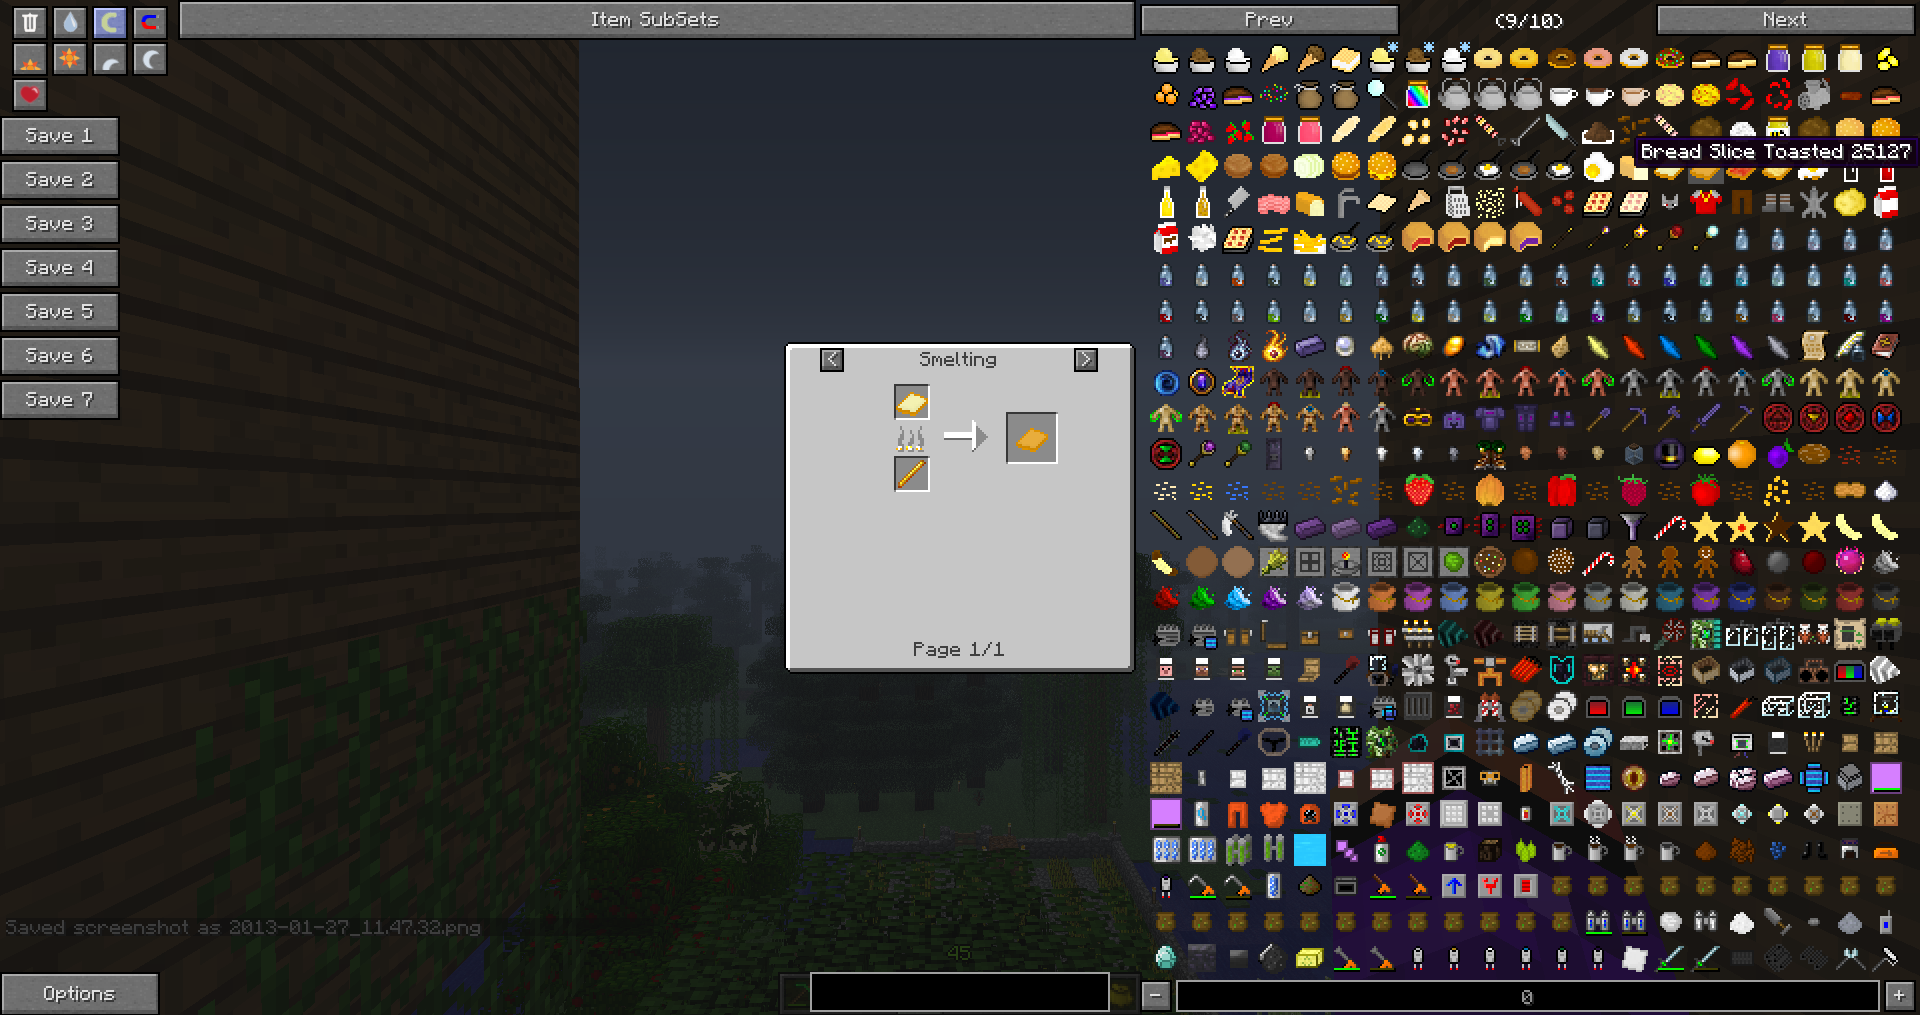 Item SubSets
Prev
(9/10)
Next
Save 1
Save 2
Save 3
Save 4
Save 5
Save 6
Save 7
Bread Slice Toasted 25127
<
Smelting
>
Page 1/1
Saved screenshot as 2013-01-27_11.47.32.png
45
Options
-
0
+